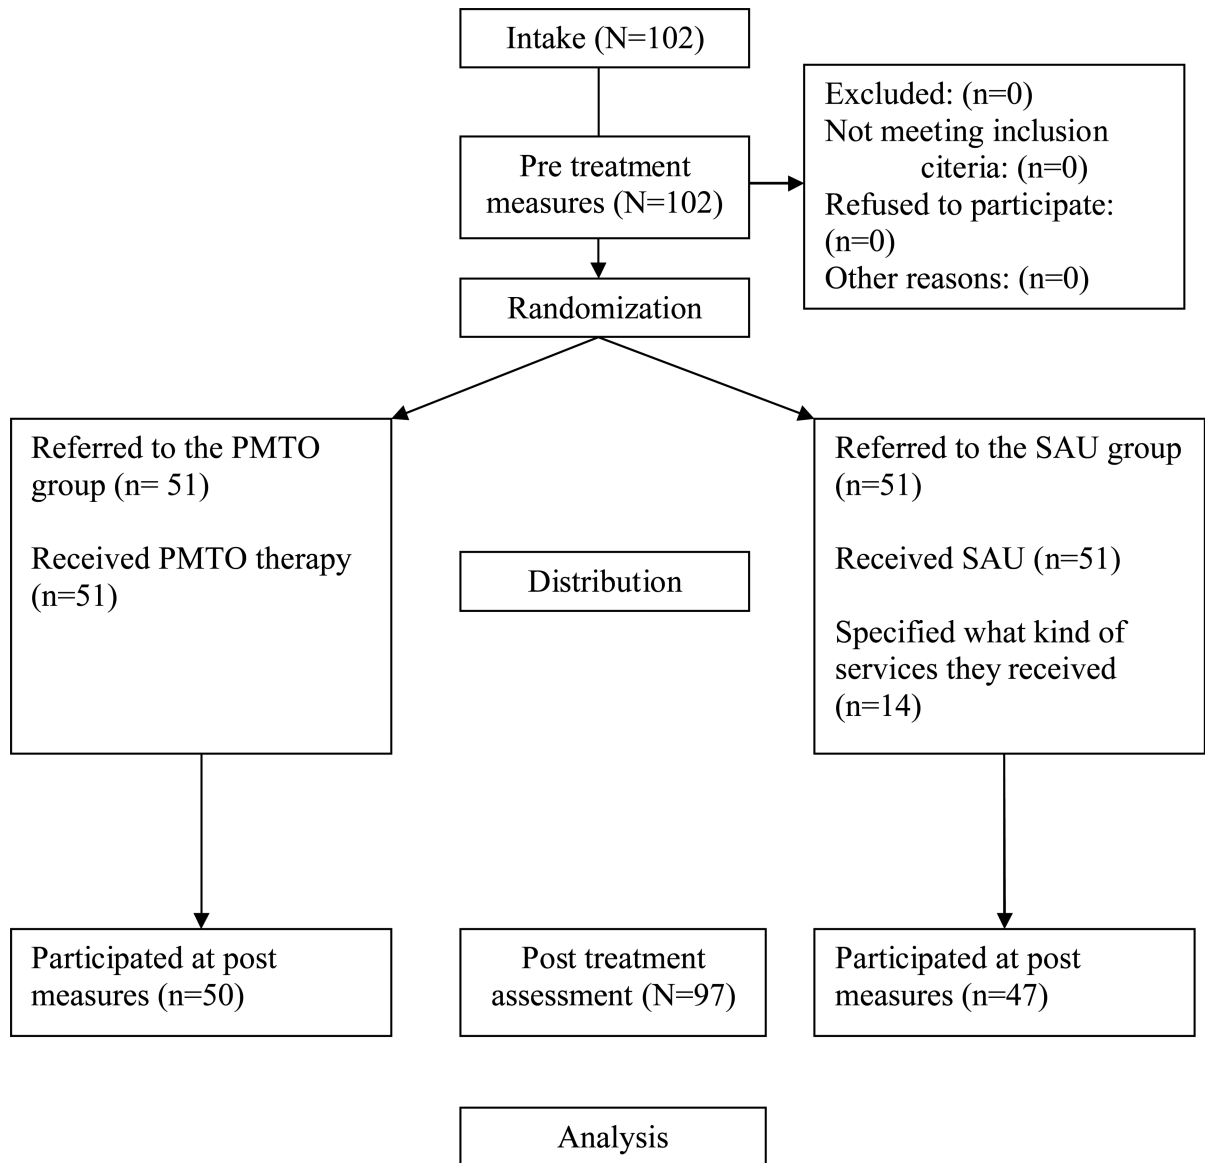 Intake (N=102)
Excluded: (n=0)
Not meeting inclusion
citeria: (n=0)
Refused to participate:
(n=0)
Other reasons: (n=0)
Pre treatment
measures (N=102)
Randomization
Referred to the PMTO
group (n= 51)
Received PMTO therapy
(n=51)
Distribution
Referred to the SAU group
(n=51)
Received SAU (n=51)
Specified what kind of
services they received
(n=14)
Participated at post
measures (n=50)
Post treatment
assessment (N=97)
Participated at post
measures (n=47)
Analysis